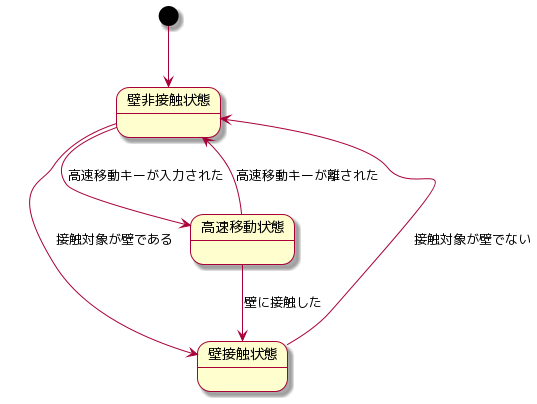 壁非接触状態
高速移動キーが入力された
高速移動キーが離された
高速移動状態
接触対象が壁である
接触対象が壁でない
壁に接触した
壁接触状態